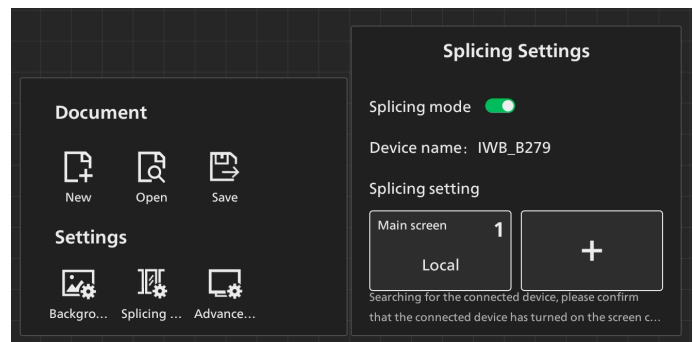 Document
New
Open
Save
Settings
Backgro...
Splicing ...
Advance...
Splicing Settings
Splicing mode
Device name: IWB_B279
Splicing setting
Main screen
1
Local
+
Searching for the connected device, please confirm
that the connected device has turned on the screen c...